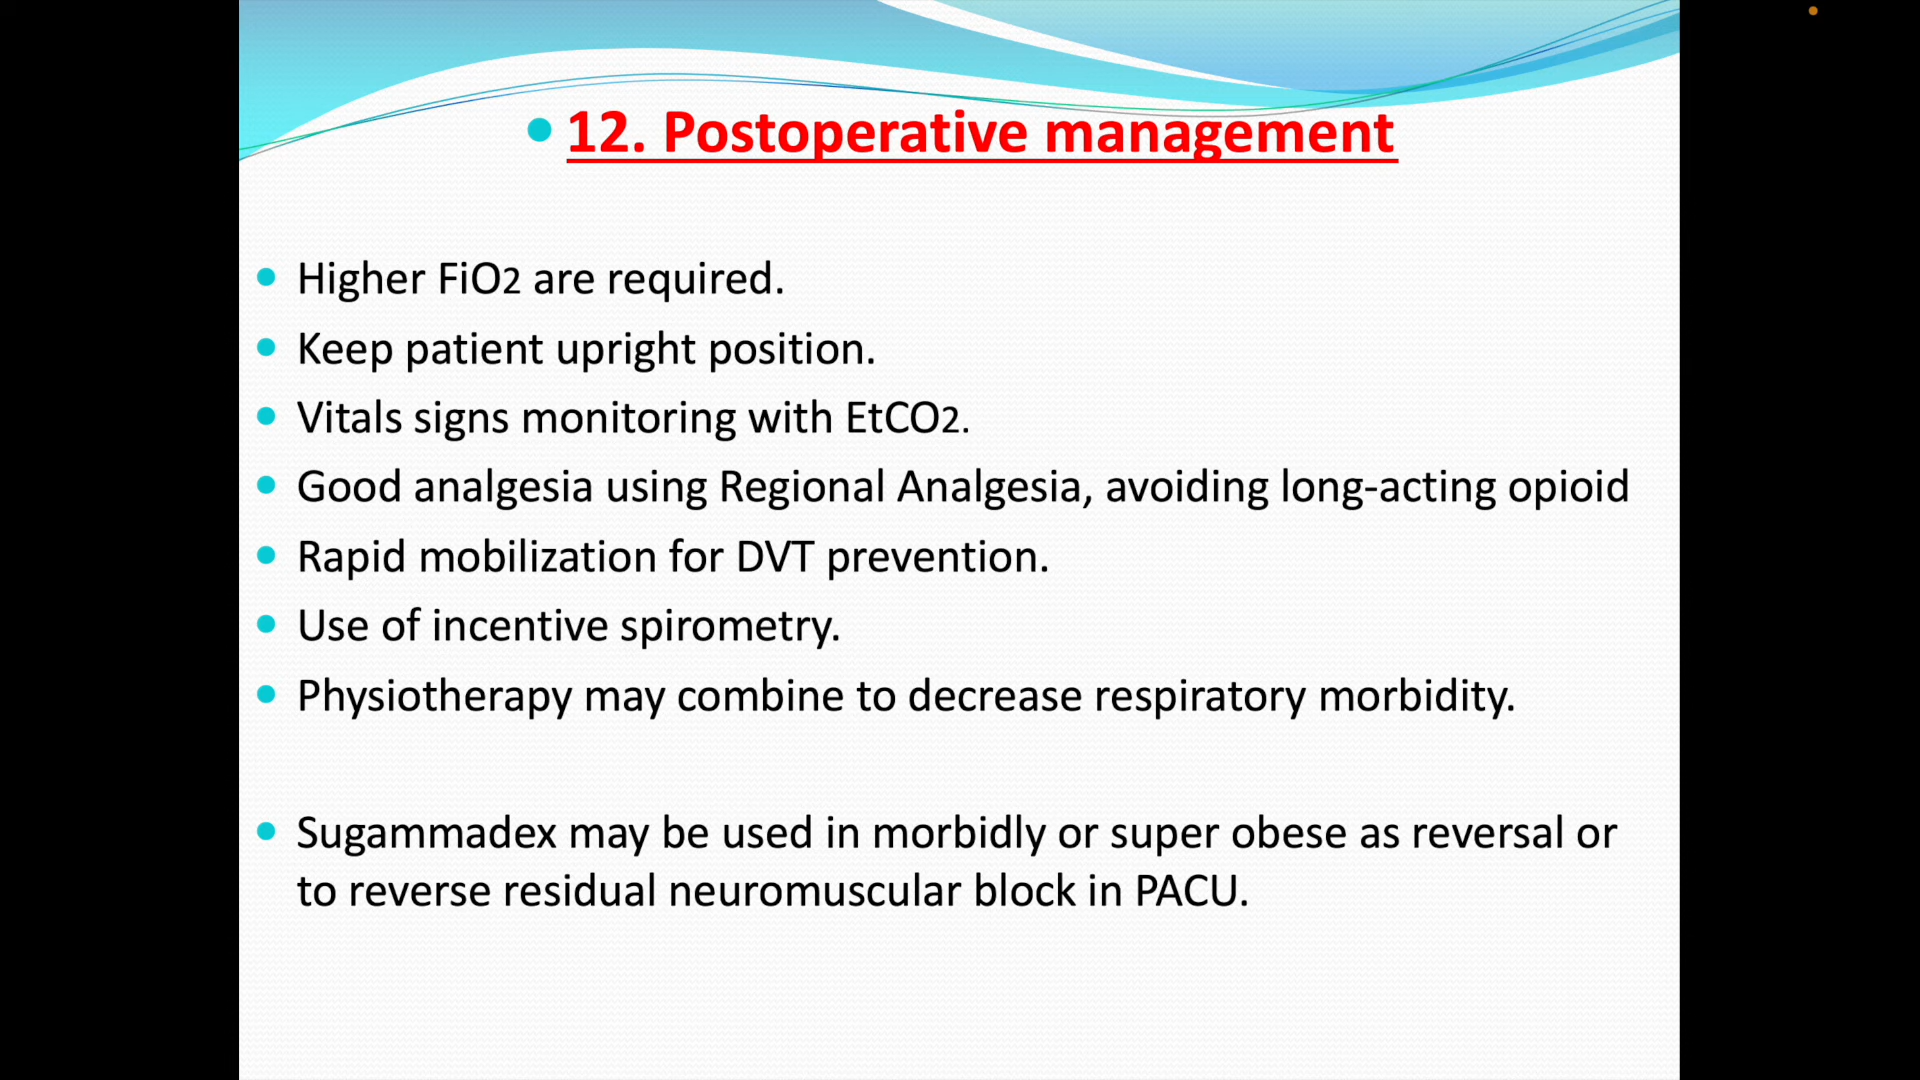 12. Postoperative management
Higher FiO2 are required.
Keep patient upright position.
Vitals signs monitoring with EtCO2.
Good analgesia using Regional Analgesia, avoiding long-acting opioid
Rapid mobilization for DVT prevention.
Use of incentive spirometry.
Physiotherapy may combine to decrease respiratory morbidity.
Sugammadex may be used in morbidly or super obese as reversal or
to reverse residual neuromuscular block in PACU.